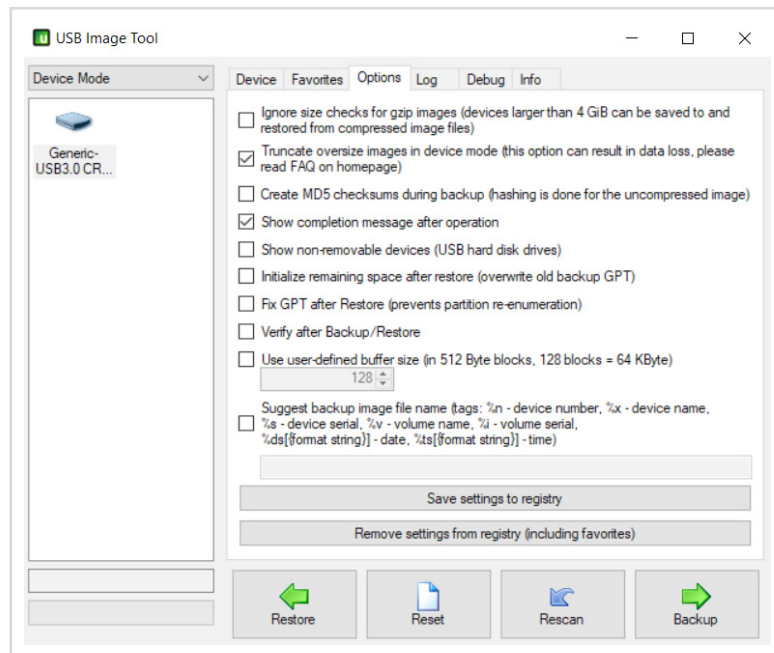 USB Image Tool
Device Mode
Generic-
USB3.0 CR...
Device Favorites Options Log Debug Info
Ignore size checks for gzip images (devices larger than 4 GiB can be saved to and
restored from compressed image files)
Truncate oversize images in device mode (this option can result in data loss, please
read FAQ on homepage)
Create MD5 checksums during backup (hashing is done for the uncompressed image)
Show completion message after operation
Show non-removable devices (USB hard disk drives)
Initialize remaining space after restore (overwrite old backup GPT)
Fix GPT after Restore (prevents partition re-enumeration)
Verify after Backup/Restore
Use user-defined buffer size (in 512 Byte blocks, 128 blocks = 64 KByte)
128
Suggest backup image file name (tags: %n - device number, %x - device name,
%s - device serial, %v - volume name, %i - volume serial,
%ds[{format string}] - date, %ts[{format string}] - time)
Save settings to registry
Remove settings from registry (including favorites)
Restore Reset Rescan Backup